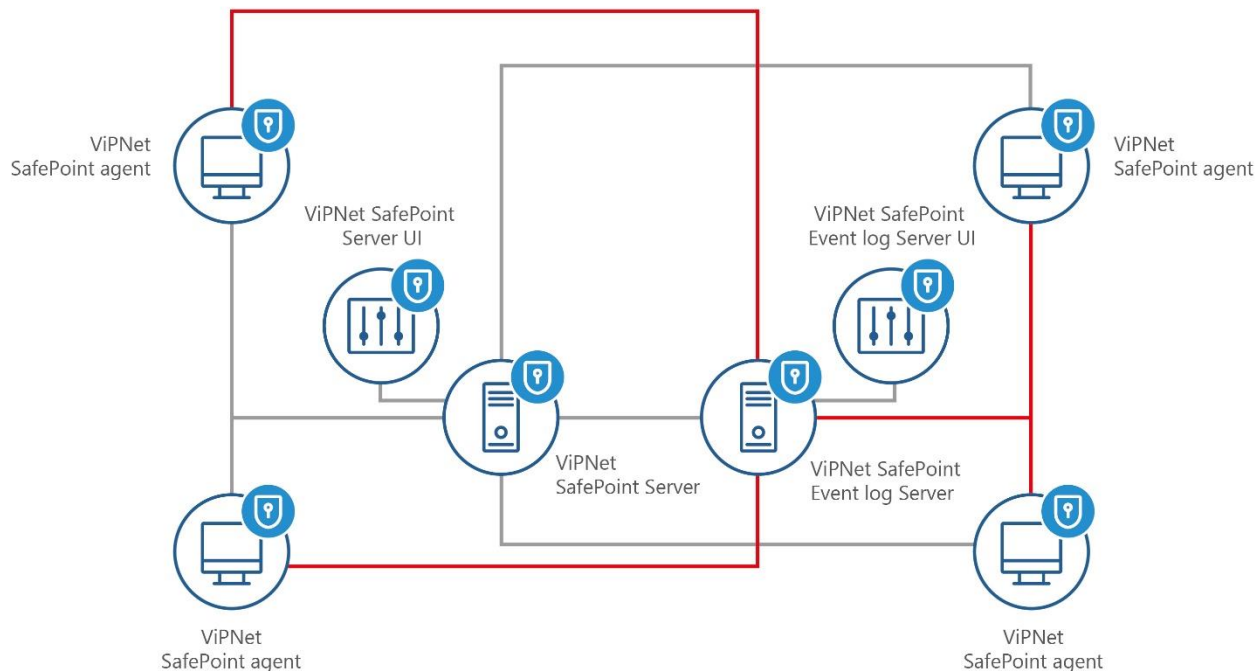 ViPNet
SafePoint agent
ViPNet
SafePoint agent
ViPNet SafePoint
Server UI
ViPNet SafePoint
Event log Server UI
ViPNet
SafePoint Server
ViPNet SafePoint
Event log Server
ViPNet
SafePoint agent
ViPNet
SafePoint agent